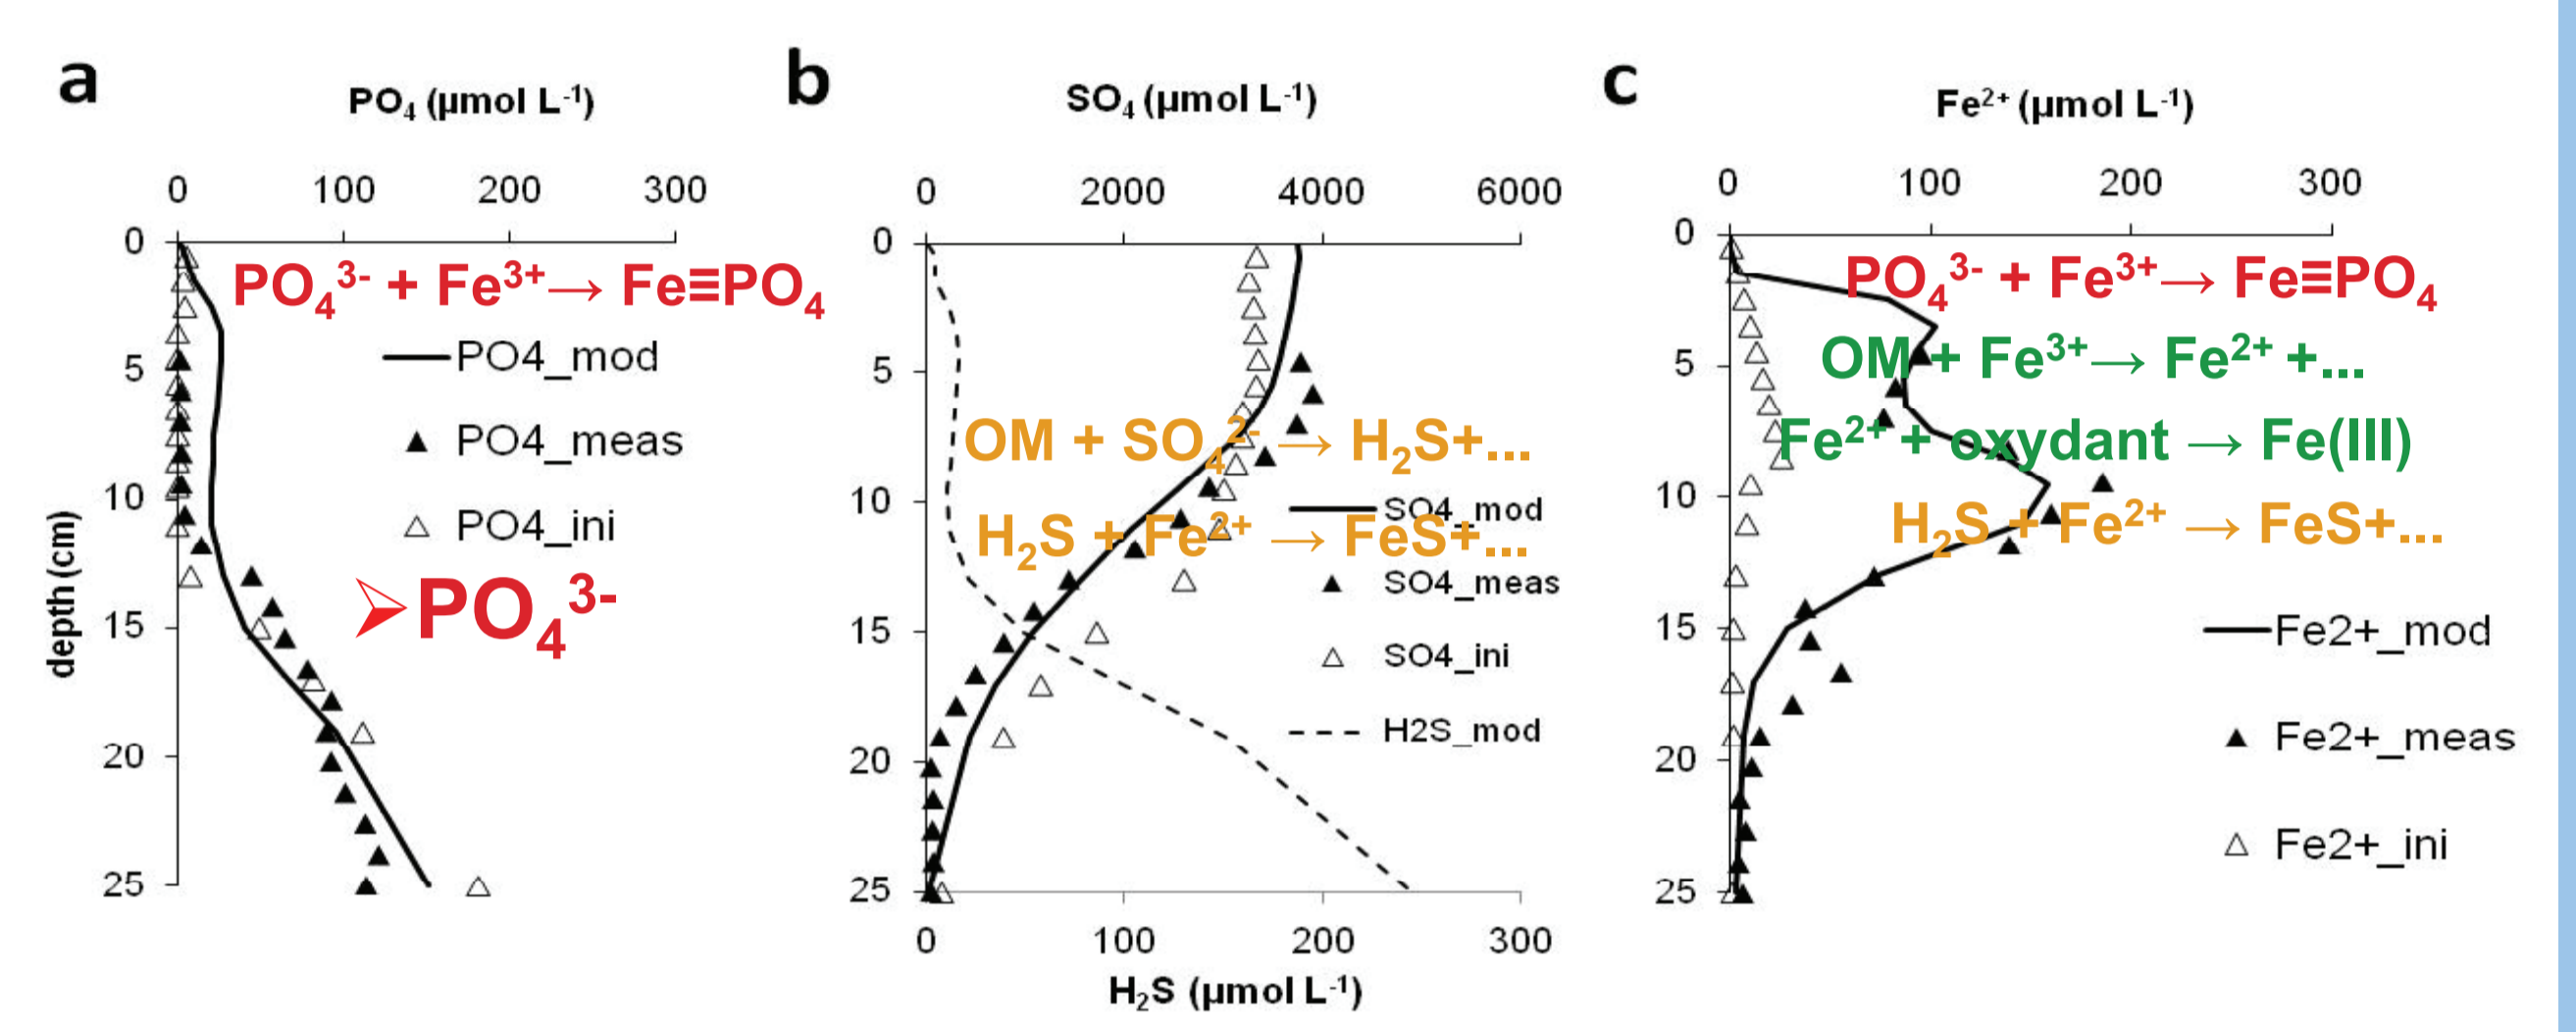 a
PO₄ (µmol L⁻¹)
0 100 200 300
0
5
10
15
20
25
depth (cm)
PO₄³⁻ + Fe³⁺→ Fe≡PO₄
PO4_mod
PO4_meas
PO4_ini
➢PO₄³⁻
b
SO₄ (µmol L⁻¹)
0 2000 4000 6000
0
5
10
15
20
25
OM + SO₄²⁻ → H₂S+...
H₂S + Fe²⁺ → FeS+...
SO4_mod
SO4_meas
SO4_ini
H2S_mod
0 100 200 300
H₂S (µmol L⁻¹)
c
Fe²⁺ (µmol L⁻¹)
0 100 200 300
0
5
10
15
20
25
PO₄³⁻ + Fe³⁺→ Fe≡PO₄
OM + Fe³⁺→ Fe²⁺ +...
Fe²⁺ + oxydant → Fe(III)
H₂S + Fe²⁺ → FeS+...
Fe2+_mod
Fe2+_meas
Fe2+_ini